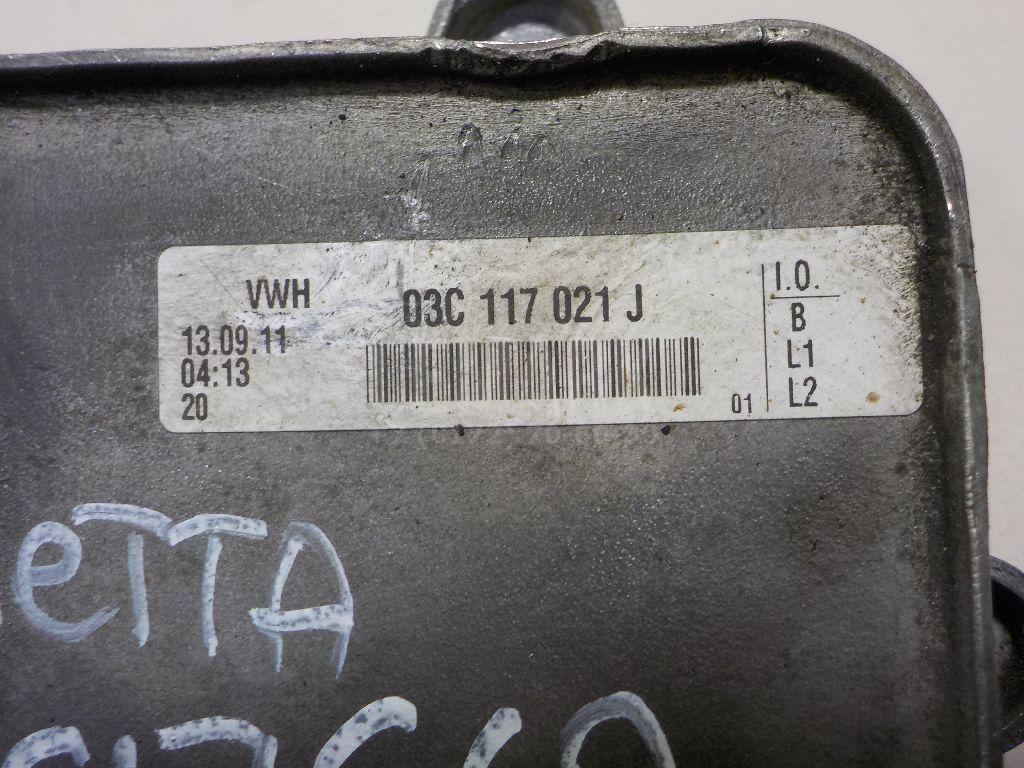 VWH
03C 117 021 J
13.09.11
04:13
20
01
I.O.
B
L1
L2
eTTA